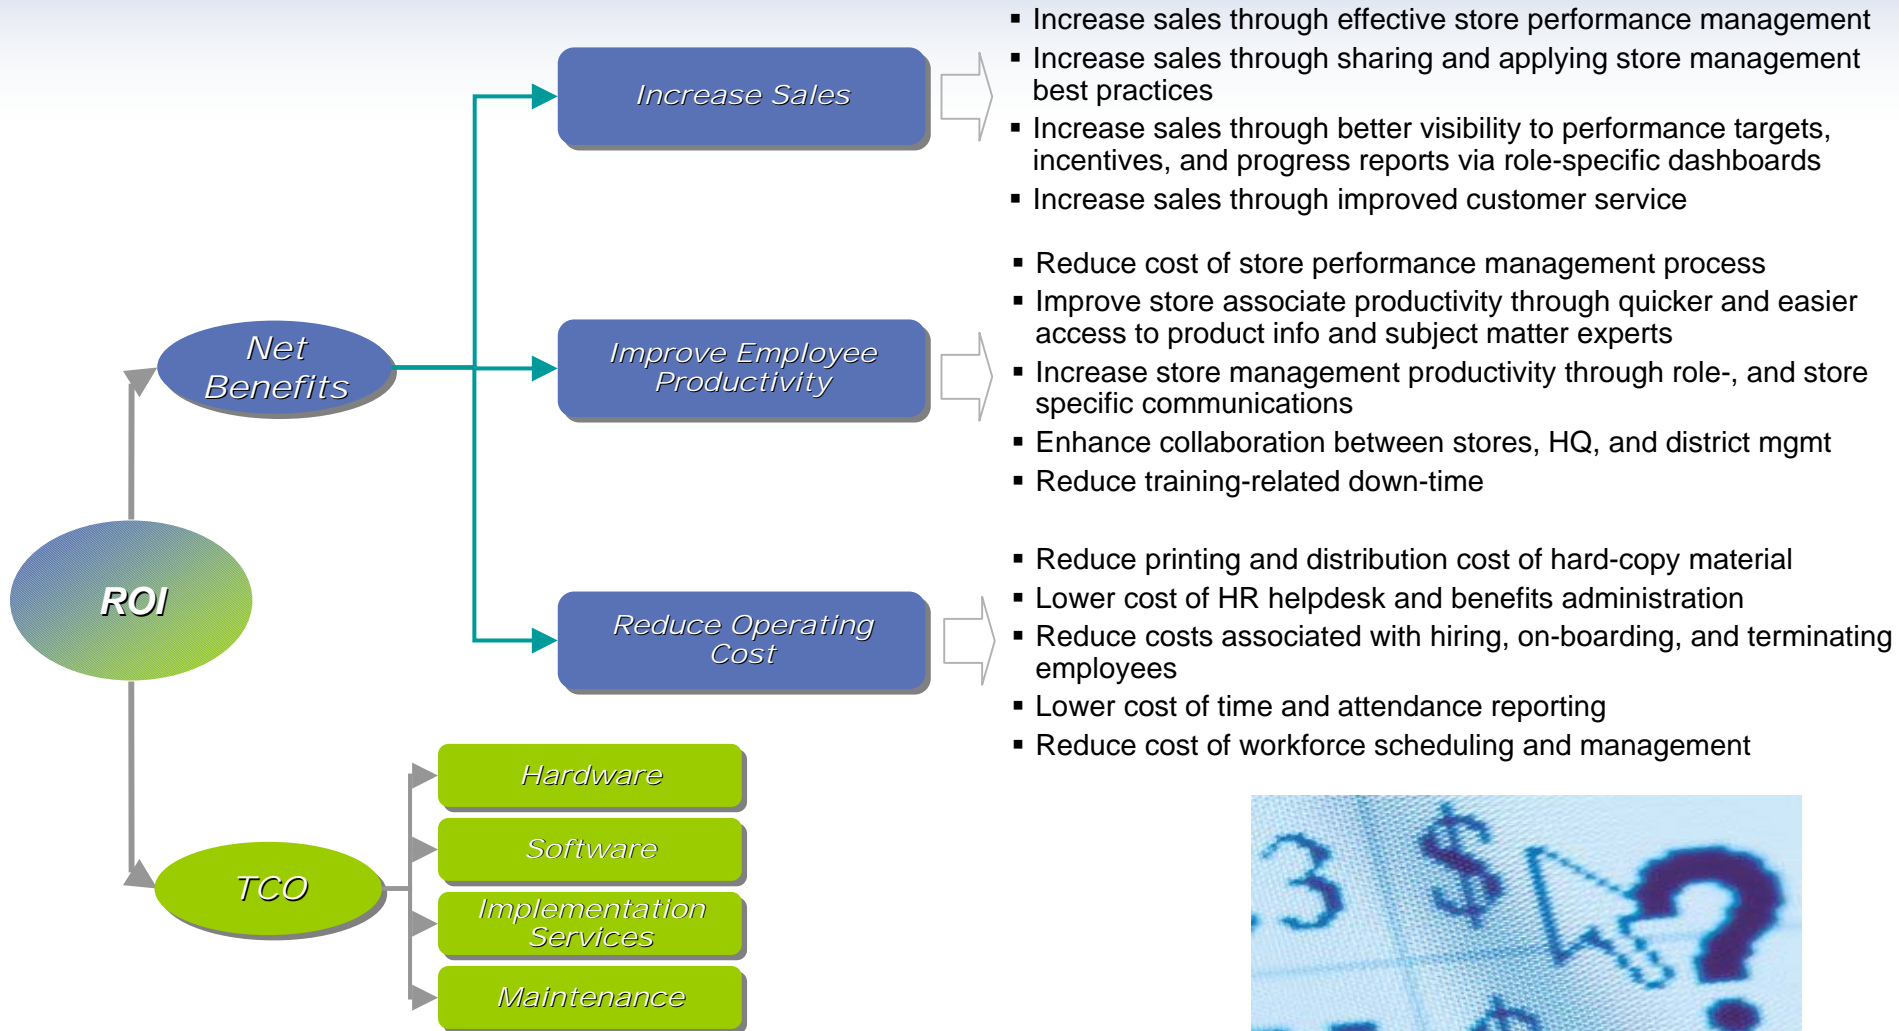 Increase Sales
▪ Increase sales through effective store performance management
▪ Increase sales through sharing and applying store management
best practices
▪ Increase sales through better visibility to performance targets,
incentives, and progress reports via role-specific dashboards
▪ Increase sales through improved customer service
Net
Benefits
Improve Employee
Productivity
▪ Reduce cost of store performance management process
▪ Improve store associate productivity through quicker and easier
access to product info and subject matter experts
▪ Increase store management productivity through role-, and store
specific communications
▪ Enhance collaboration between stores, HQ, and district mgmt
▪ Reduce training-related down-time
ROI
Reduce Operating
Cost
▪ Reduce printing and distribution cost of hard-copy material
▪ Lower cost of HR helpdesk and benefits administration
▪ Reduce costs associated with hiring, on-boarding, and terminating
employees
▪ Lower cost of time and attendance reporting
▪ Reduce cost of workforce scheduling and management
TCO
Hardware
Software
Implementation
Services
Maintenance
3 $ ?